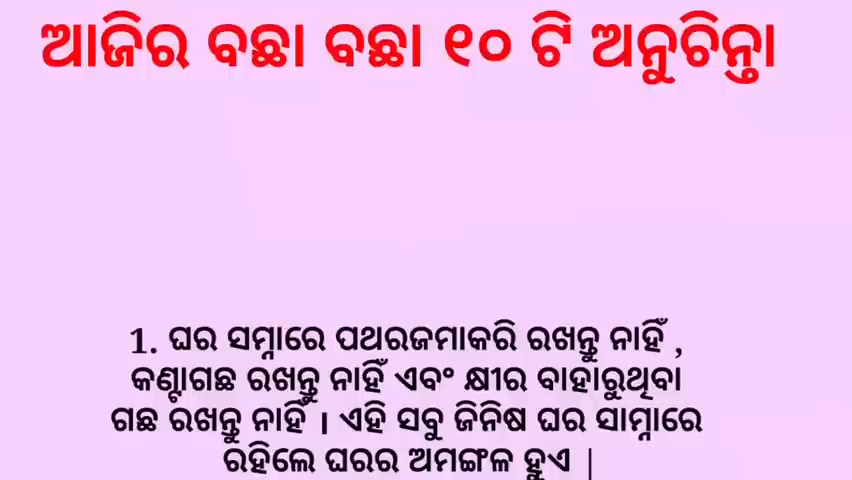 ଆଜିର ବଛା ବଛା ୧୦ ଟି ଅନୁଚିନ୍ତା
1. ଘର ସମ୍ନାରେ ପଥରଜମାକରି ରଖନ୍ତୁ ନାହିଁ ,
କଣ୍ଟାଗଛ ରଖନ୍ତୁ ନାହିଁ ଏବଂ କ୍ଷୀର ବାହାରୁଥିବା
ଗଛ ରଖନ୍ତୁ ନାହିଁ । ଏହି ସବୁ ଜିନିଷ ଘର ସାମ୍ନାରେ
ରହିଲେ ଘରର ଅମଙ୍ଗଳ ହୁଏ |